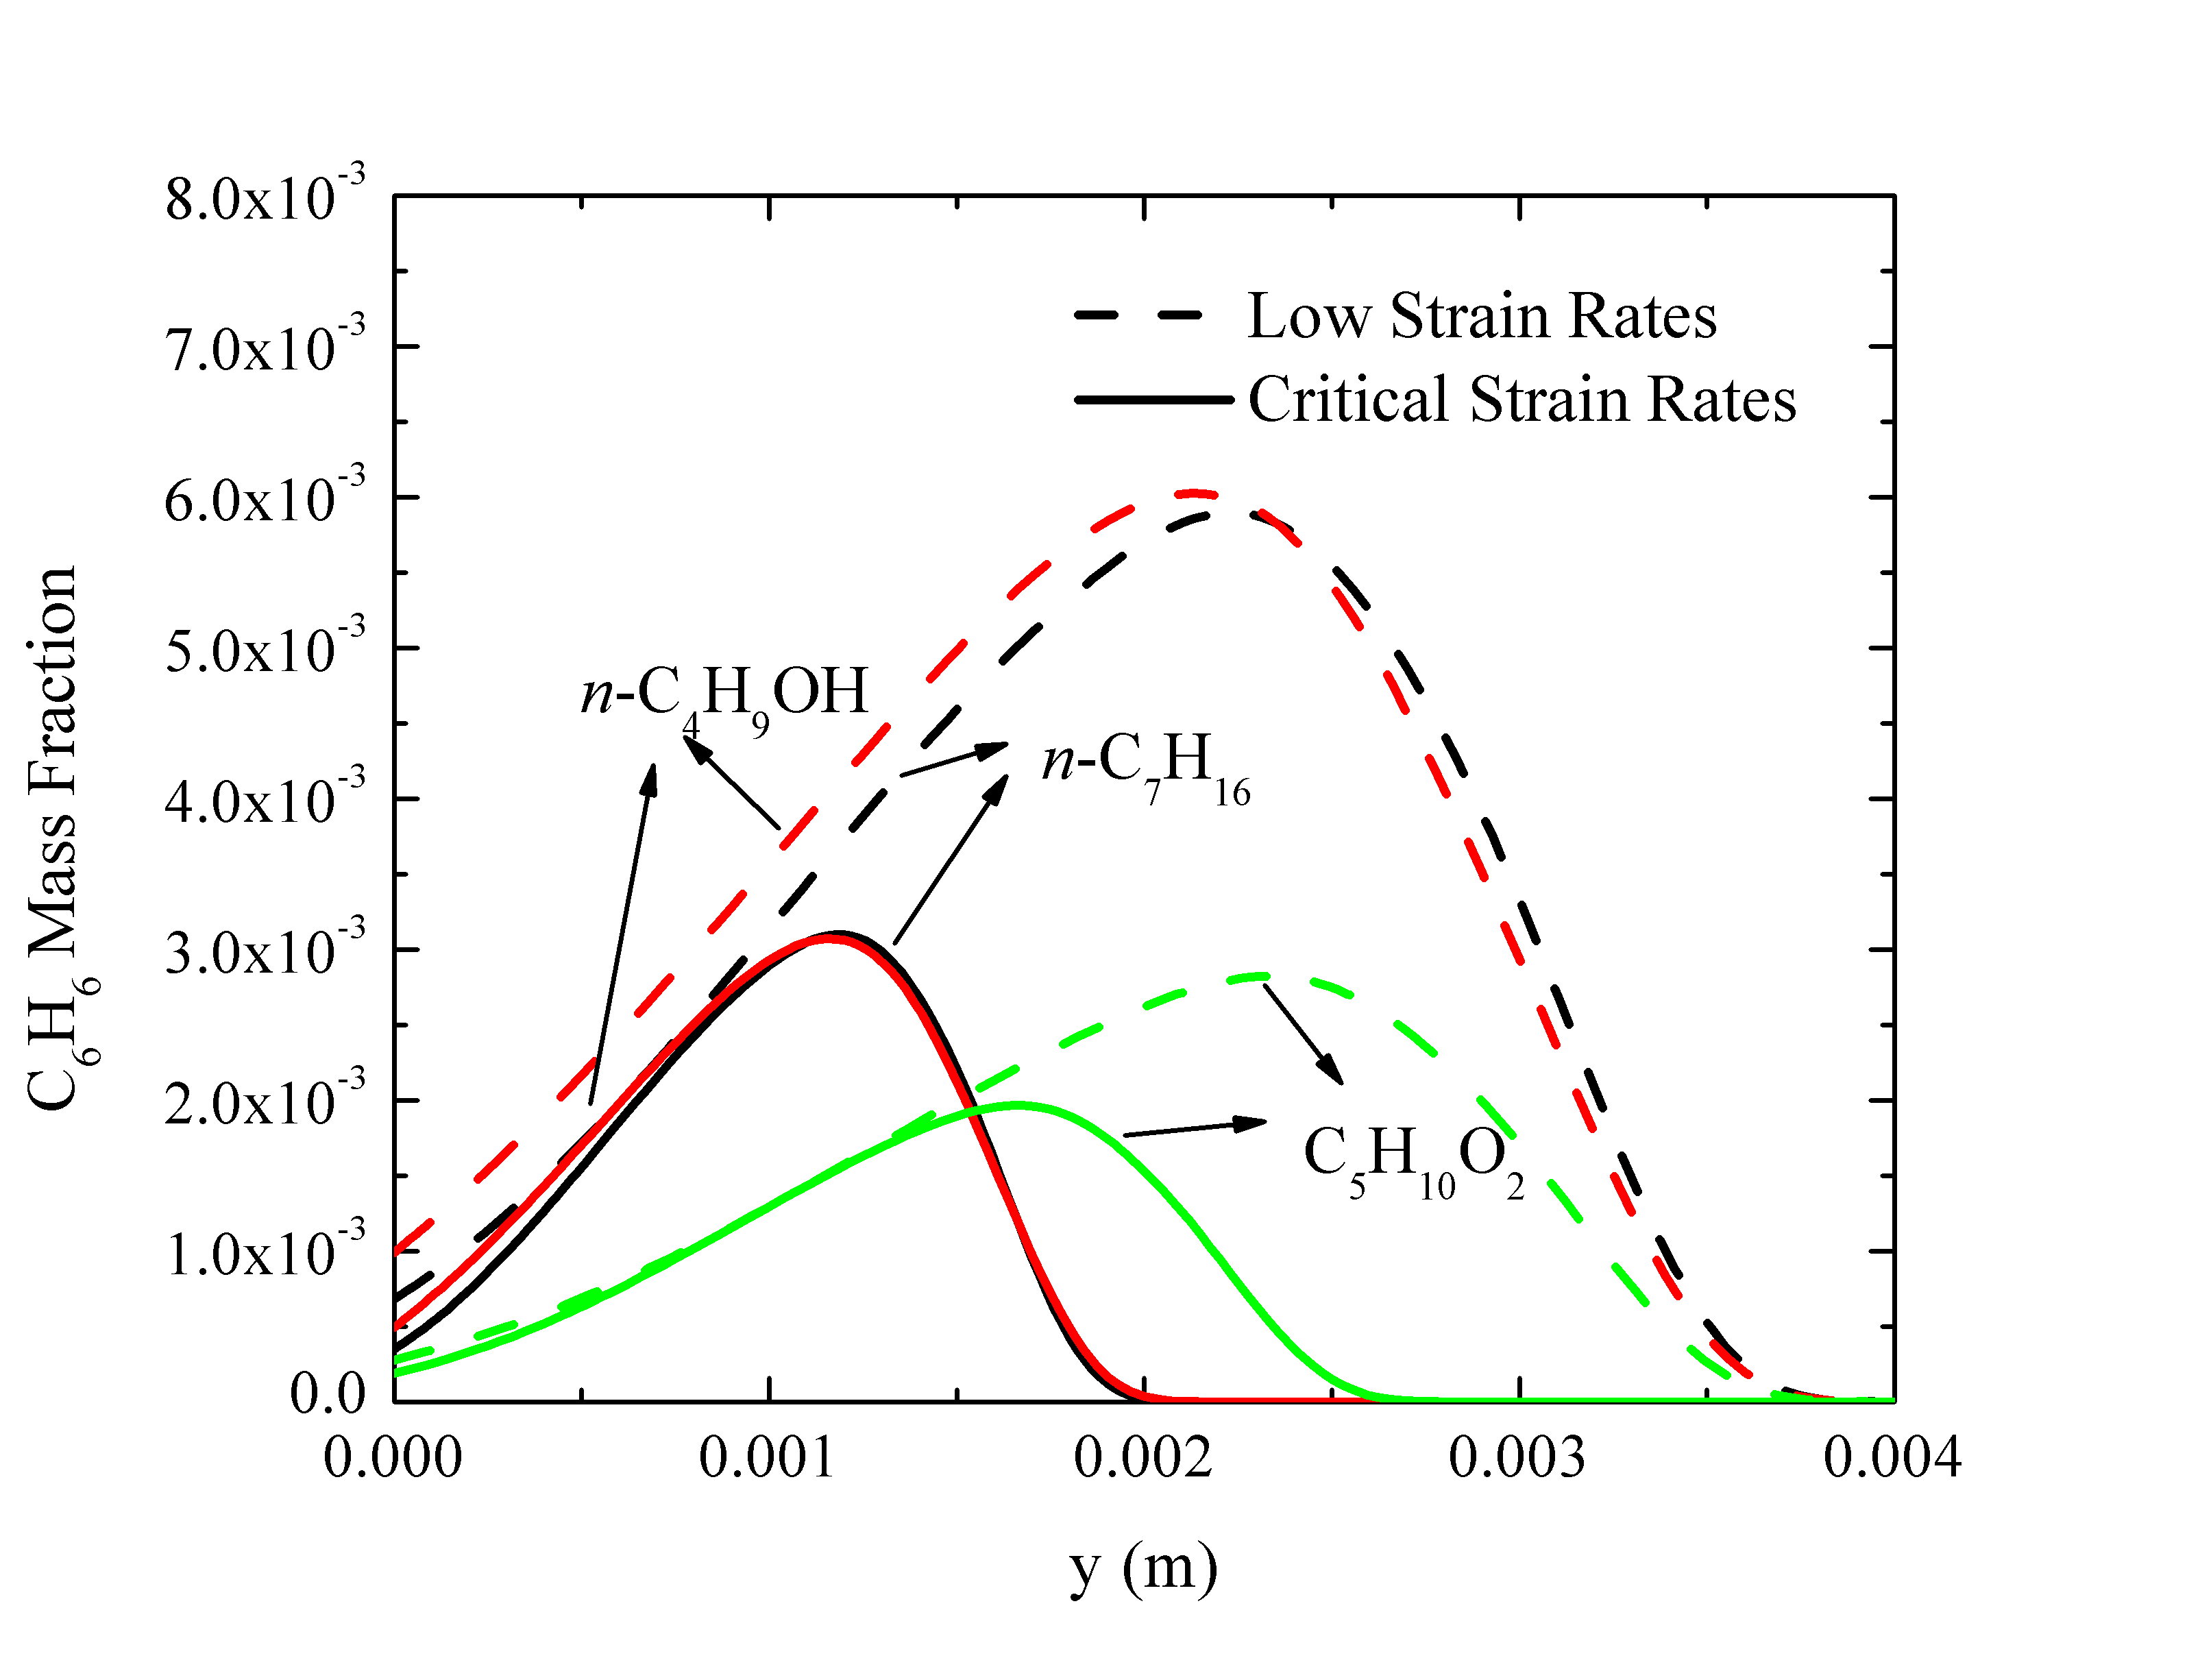 8.0x10-3
7.0x10-3
6.0x10-3
5.0x10-3
4.0x10-3
3.0x10-3
2.0x10-3
1.0x10-3
0.0
C6H6 Mass Fraction
Low Strain Rates
Critical Strain Rates
n-C4H9OH
n-C7H16
C5H10O2
0.000 0.001 0.002 0.003 0.004
y (m)